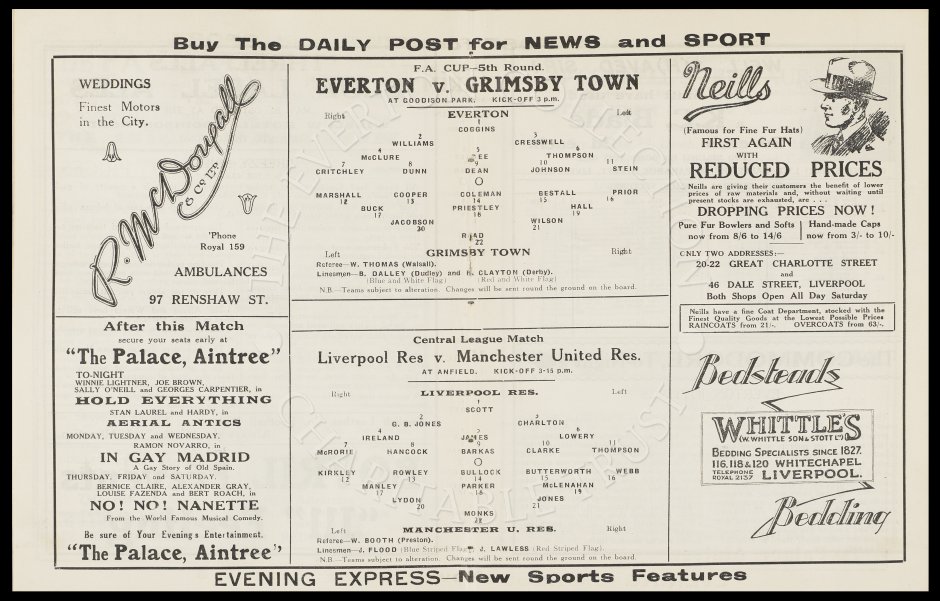 Buy The DAILY POST for NEWS and SPORT
WEDDINGS
Finest Motors
in the City.
R. McDougall
& Co LTD
'Phone
Royal 159
AMBULANCES
97 RENSHAW ST.
After this Match
secure your seats early at
"The Palace, Aintree"
TO-NIGHT
WINNIE LIGHTNER, JOE BROWN,
SALLY O'NEILL and GEORGES CARPENTIER, in
HOLD EVERYTHING
STAN LAUREL and HARDY, in
AERIAL ANTICS
MONDAY, TUESDAY and WEDNESDAY.
RAMON NOVARRO, in
IN GAY MADRID
A Gay Story of Old Spain.
THURSDAY, FRIDAY and SATURDAY.
BERNICE CLAIRE, ALEXANDER GRAY,
LOUISE FAZENDA and BERT ROACH, in
NO! NO! NANETTE
From the World Famous Musical Comedy.
Be sure of Your Evening's Entertainment.
"The Palace, Aintree"
F.A. CUP—5th Round.
EVERTON v. GRIMSBY TOWN
AT GOODISON PARK. KICK-OFF 3 p.m.
Right Left
EVERTON
1
COGGINS
2 3
WILLIAMS CRESSWELL
4 5 6
McCLURE GEE THOMPSON
7 8 9 10 11
CRITCHLEY DUNN DEAN JOHNSON STEIN
O
MARSHALL COOPER COLEMAN BESTALL PRIOR
12 13 14 15 16
BUCK PRIESTLEY HALL
17 18 19
JACOBSON WILSON
20 21
READ
22
Left GRIMSBY TOWN Right
Referee—W. THOMAS (Walsall).
Linesmen—B. DALLEY (Dudley) and H. CLAYTON (Derby).
(Blue and White Flag) (Red and White Flag)
N.B.—Teams subject to alteration. Changes will be sent round the ground on the board.
Central League Match
Liverpool Res v. Manchester United Res.
AT ANFIELD. KICK-OFF 3-15 p.m.
Right LIVERPOOL RES. Left
1
SCOTT
2 3
G. B. JONES CHARLTON
4 5 6
IRELAND JAMES LOWERY
7 8 9 10 11
McRORIE HANCOCK BARKAS CLARKE THOMPSON
O
KIRKLEY ROWLEY BULLOCK BUTTERWORTH WEBB
12 13 14 15 16
MANLEY PARKER McLENAHAN
17 18 19
LYDON JONES
20 21
MONKS
22
Left MANCHESTER U. RES. Right
Referee—W. BOOTH (Preston).
Linesmen—J. FLOOD (Blue Striped Flag) J. LAWLESS (Red Striped Flag).
N.B.—Teams subject to alteration. Changes will be sent round the ground on the board.
Neills
(Famous for Fine Fur Hats)
FIRST AGAIN
WITH
REDUCED PRICES
Neills are giving their customers the benefit of lower
prices of raw materials and, without waiting until
present stocks are exhausted, are . . .
DROPPING PRICES NOW!
Pure Fur Bowlers and Softs Hand-made Caps
now from 8/6 to 14/6 now from 3/- to 10/-
ONLY TWO ADDRESSES:—
20-22 GREAT CHARLOTTE STREET
and
46 DALE STREET, LIVERPOOL
Both Shops Open All Day Saturday
Neills have a fine Coat Department, stocked with the
Finest Quality Goods at the Lowest Possible Prices
RAINCOATS from 21/-. OVERCOATS from 63/-.
Bedsteads
WHITTLE'S
(W. WHITTLE SON & STOTT LTD)
BEDDING SPECIALISTS SINCE 1827.
116, 118 & 120 WHITECHAPEL
TELEPHONE ROYAL 2137 LIVERPOOL.
Bedding
EVENING EXPRESS—New Sports Features